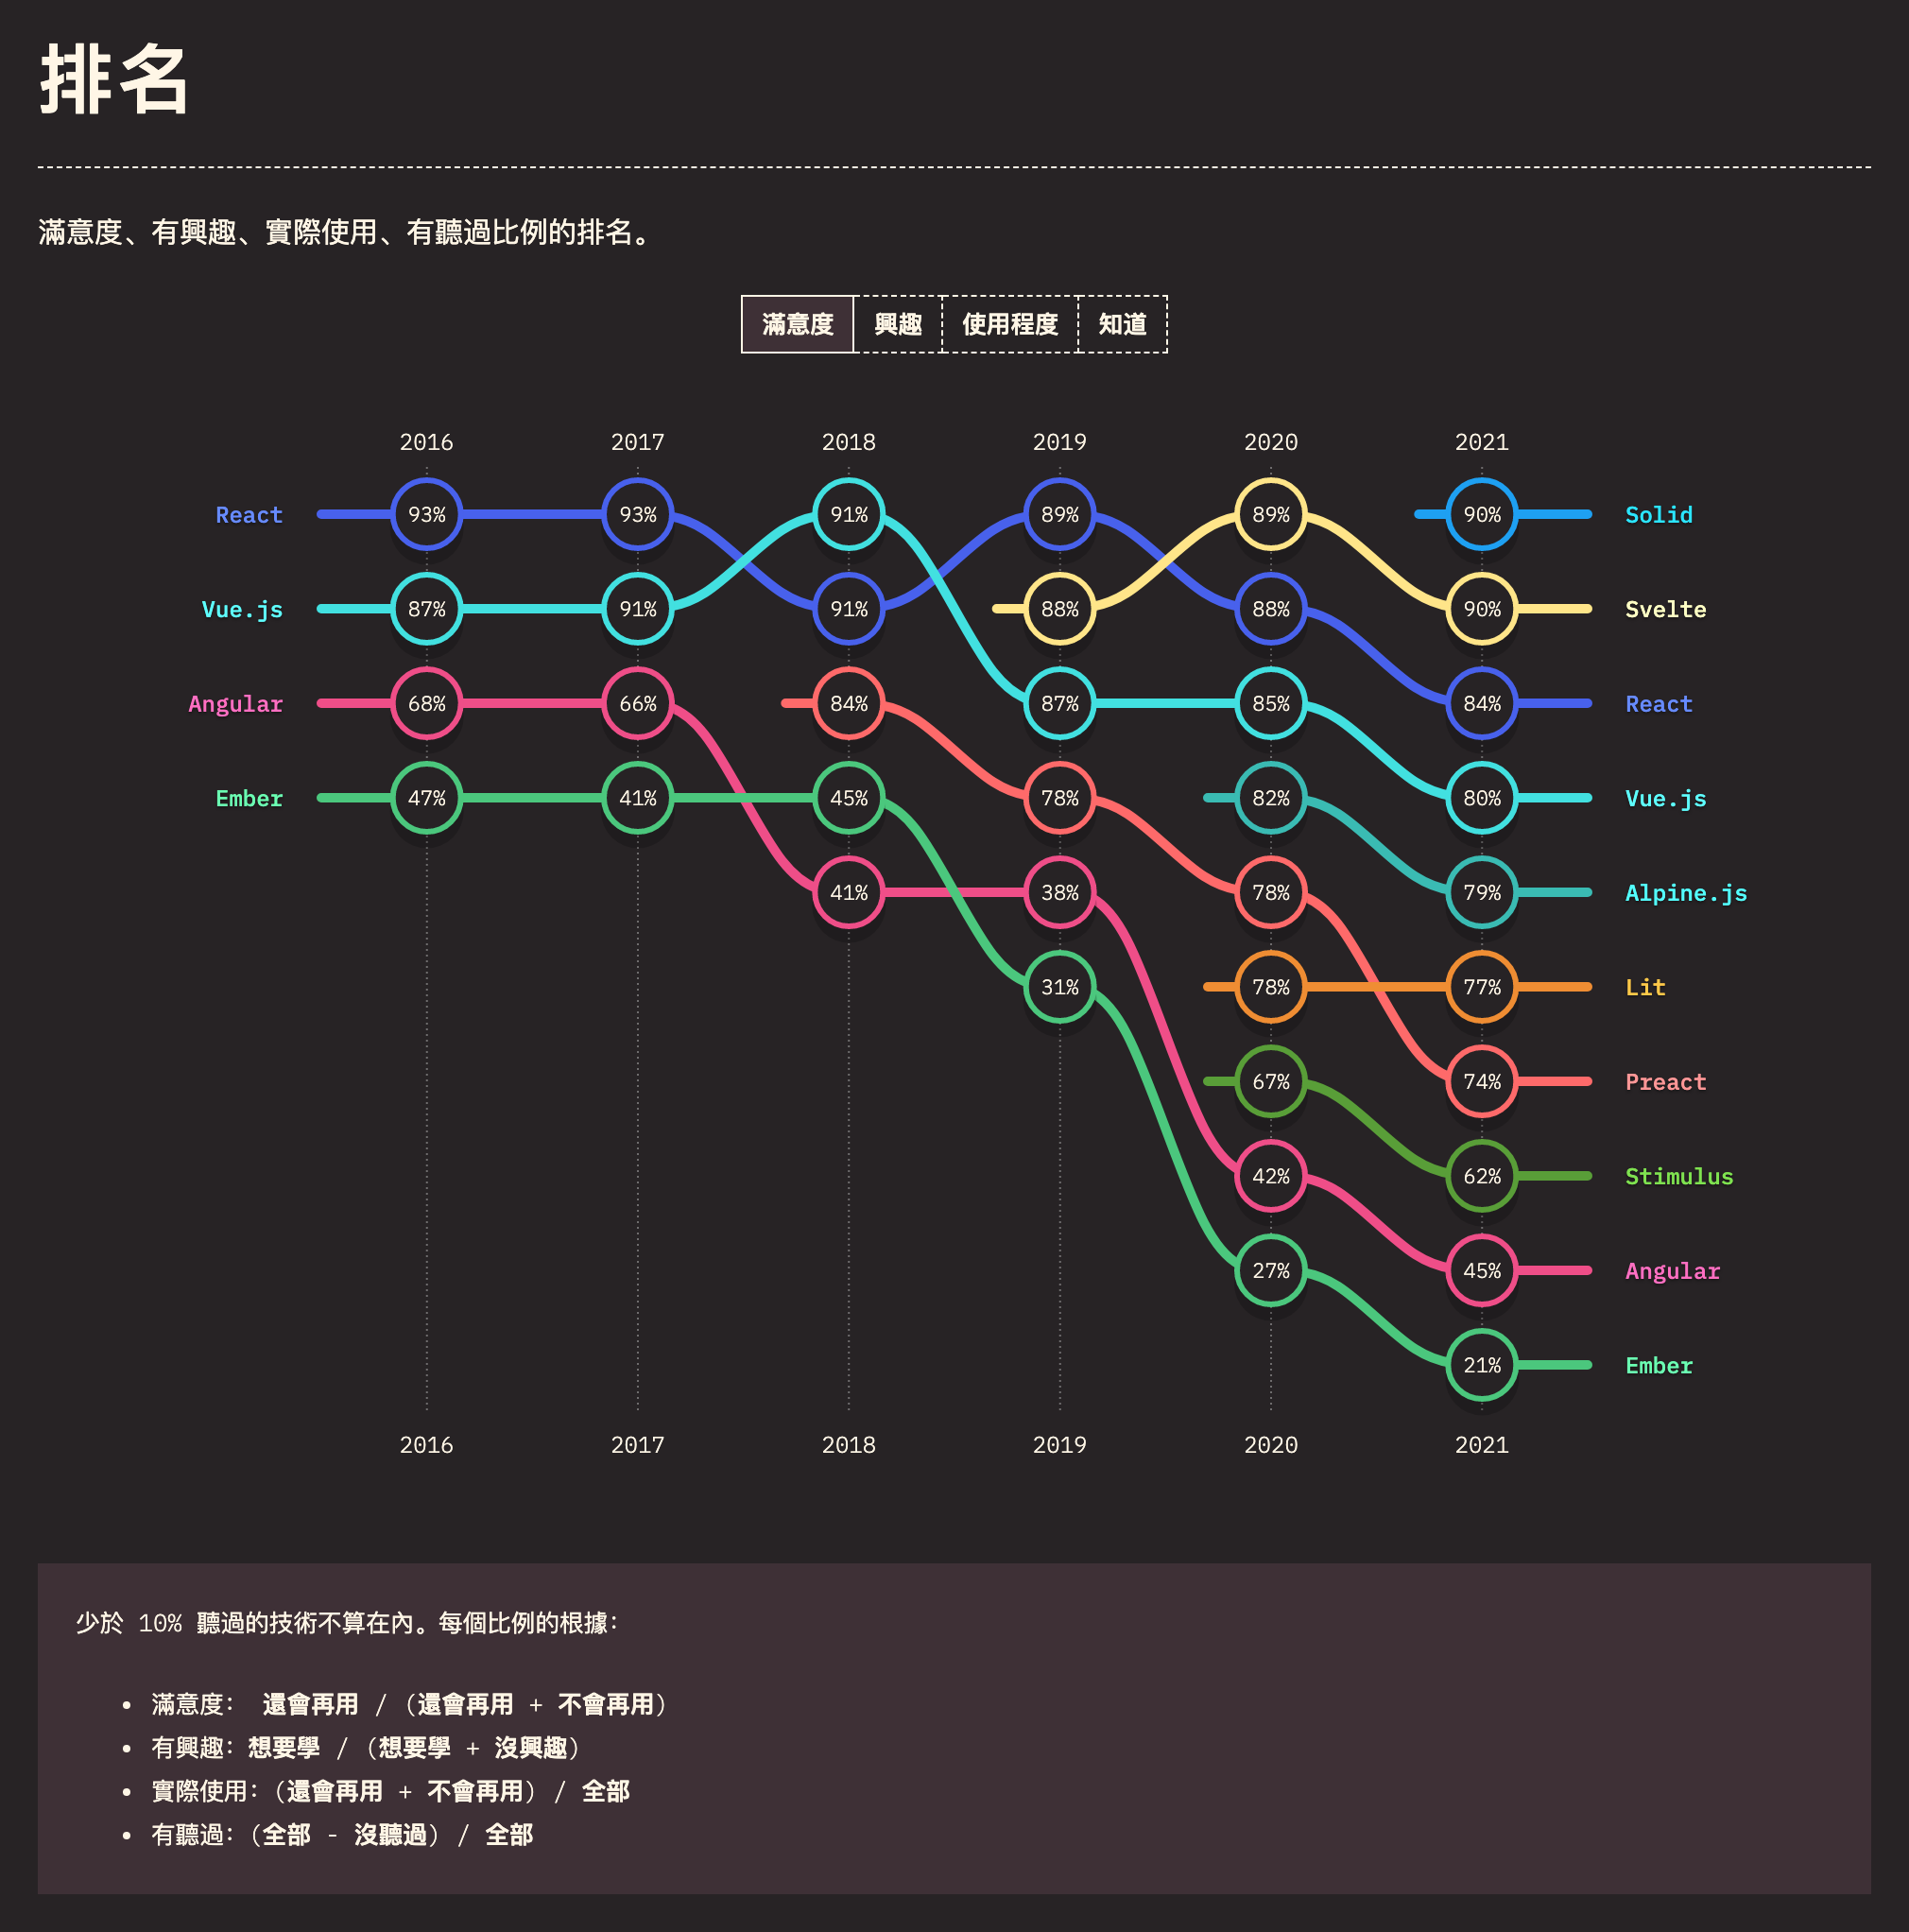 排名
滿意度、有興趣、實際使用、有聽過比例的排名。
滿意度 興趣 使用程度 知道
2016 2017 2018 2019 2020 2021
React 93% 93% 91% 89% 89% 90% Solid
Vue.js 87% 91% 91% 88% 88% 90% Svelte
Angular 68% 66% 84% 87% 85% 84% React
Ember 47% 41% 45% 78% 82% 80% Vue.js
41% 38% 78% 79% Alpine.js
31% 78% 77% Lit
67% 74% Preact
42% 62% Stimulus
27% 45% Angular
21% Ember
2016 2017 2018 2019 2020 2021
少於 10% 聽過的技術不算在內。每個比例的根據：
• 滿意度： 還會再用 / （還會再用 + 不會再用）
• 有興趣：想要學 / （想要學 + 沒興趣）
• 實際使用：（還會再用 + 不會再用） / 全部
• 有聽過：（全部 - 沒聽過） / 全部